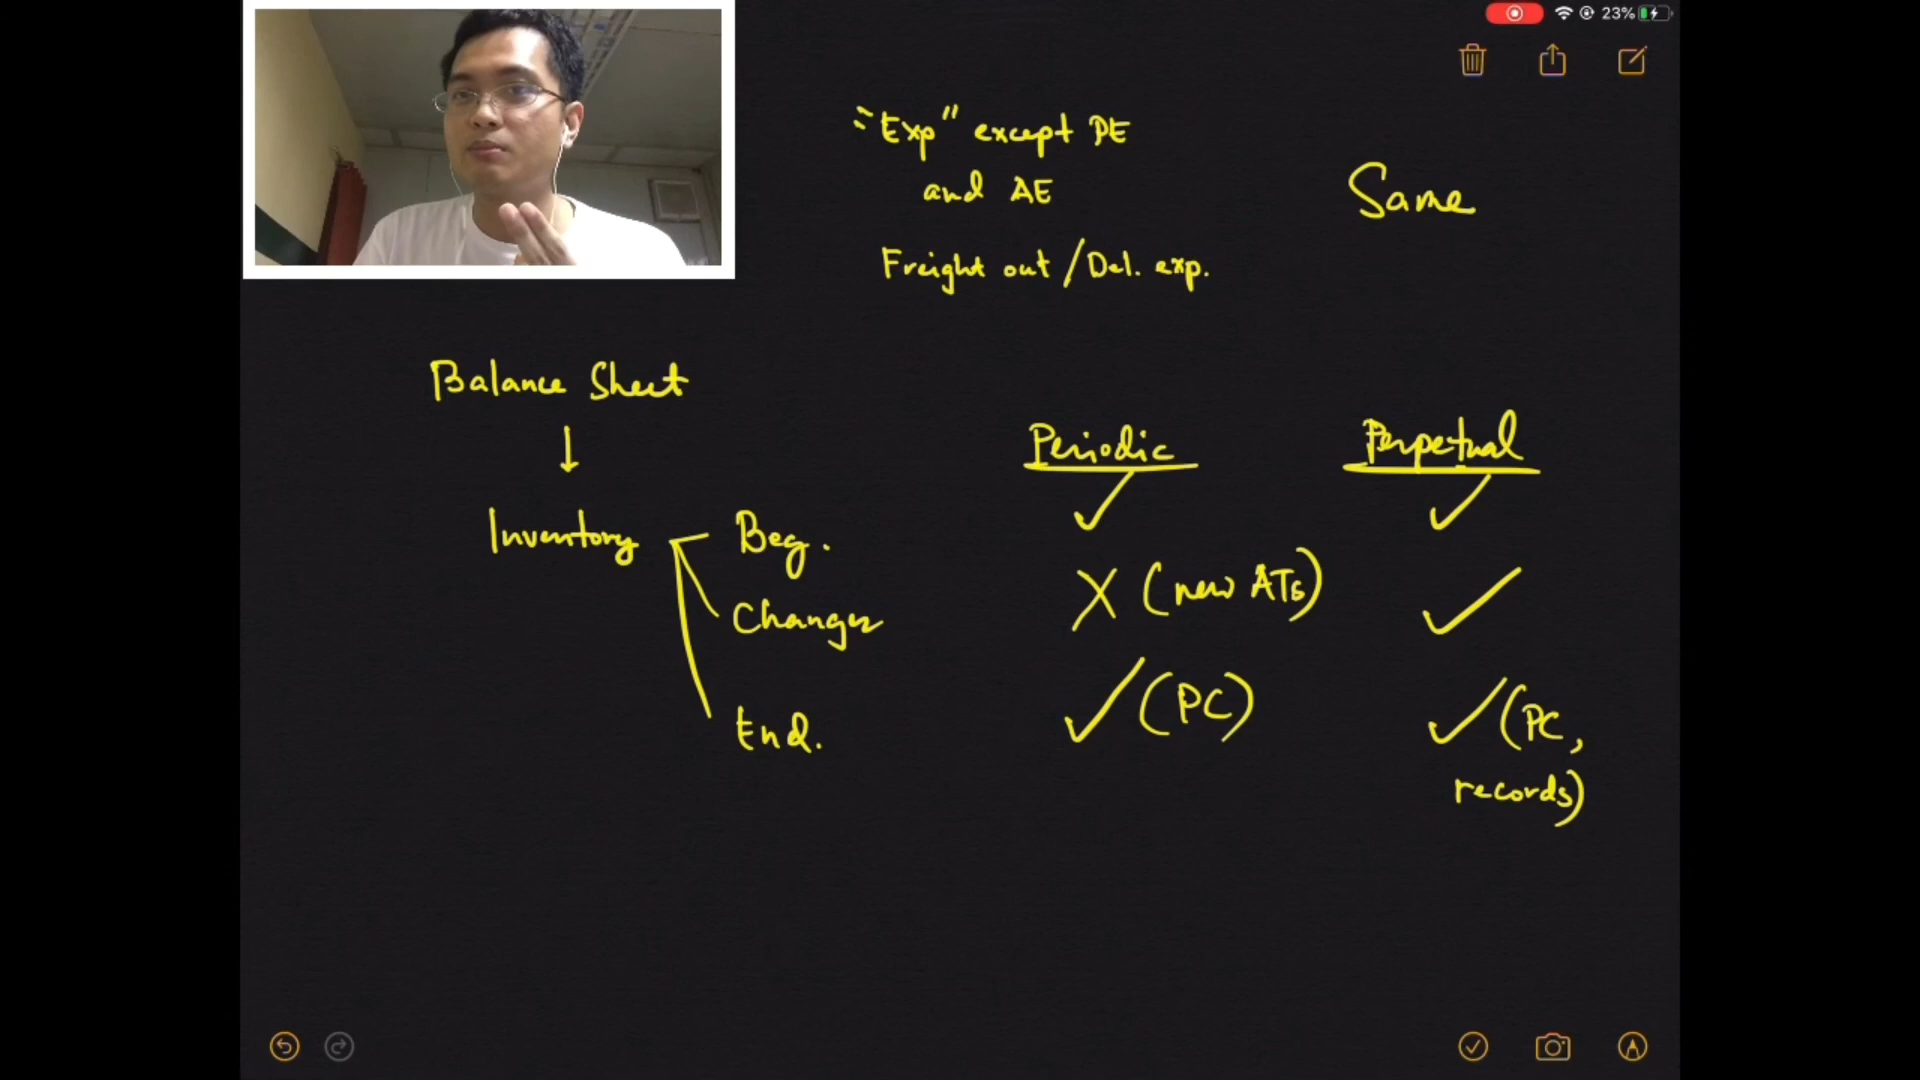 23%
"Exp" except PE
and AE
Same
Freight out / Del. exp.
Balance Sheet
Periodic
Perpetual
Inventory
Beg.
Changes
X (new ATs)
End.
(PC)
(PC,
records)